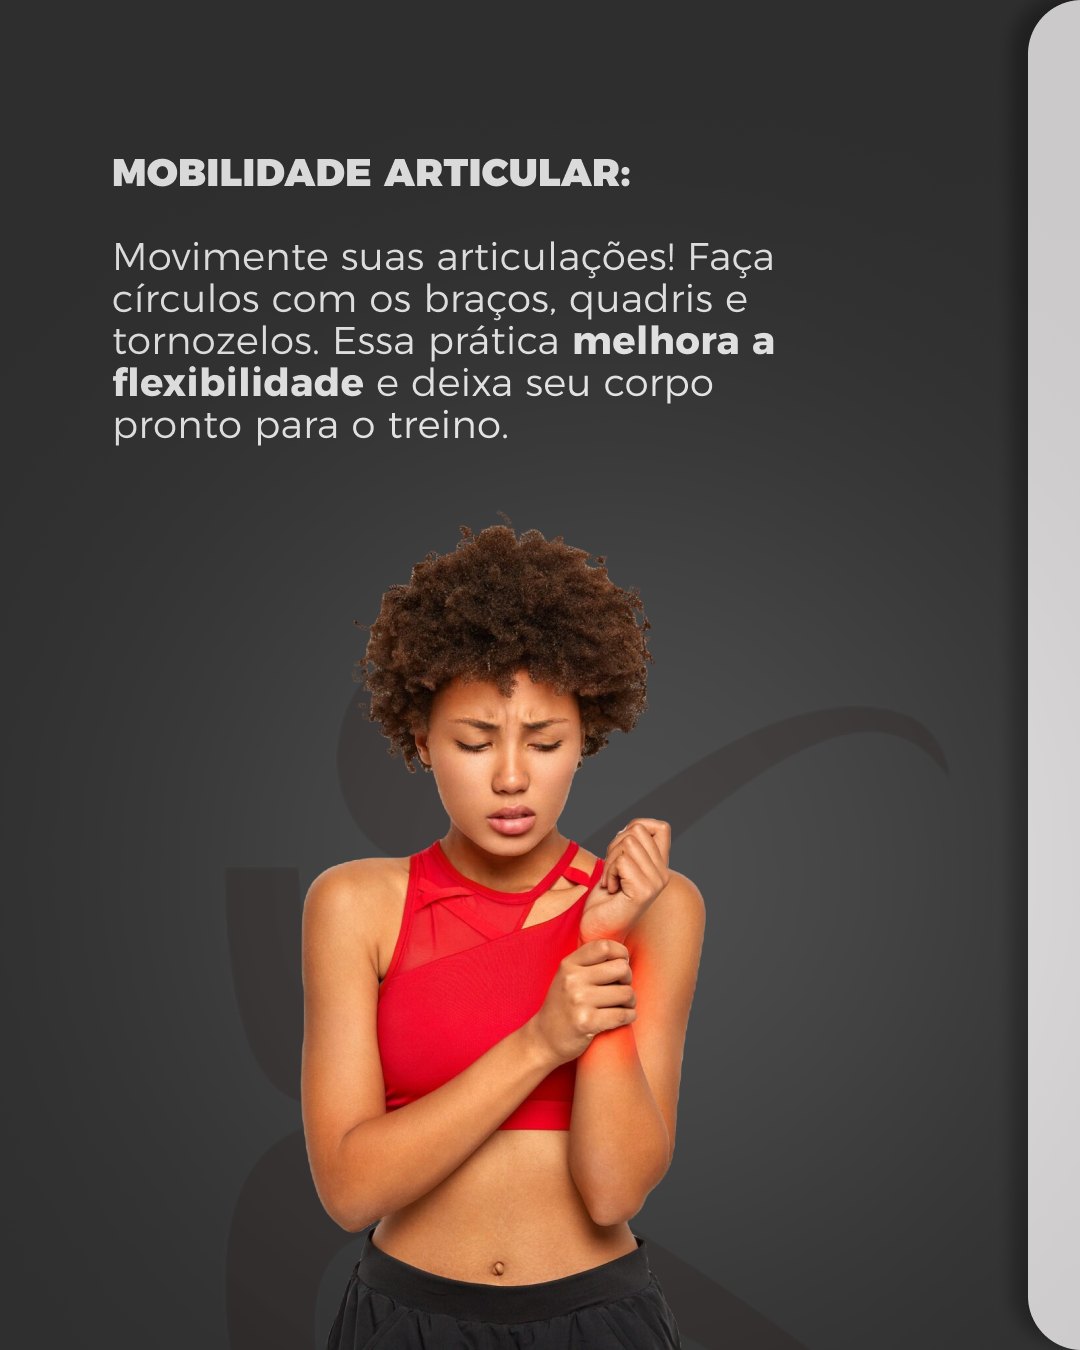 MOBILIDADE ARTICULAR:
Movimente suas articulações! Faça
círculos com os braços, quadris e
tornozelos. Essa prática melhora a
flexibilidade e deixa seu corpo
pronto para o treino.